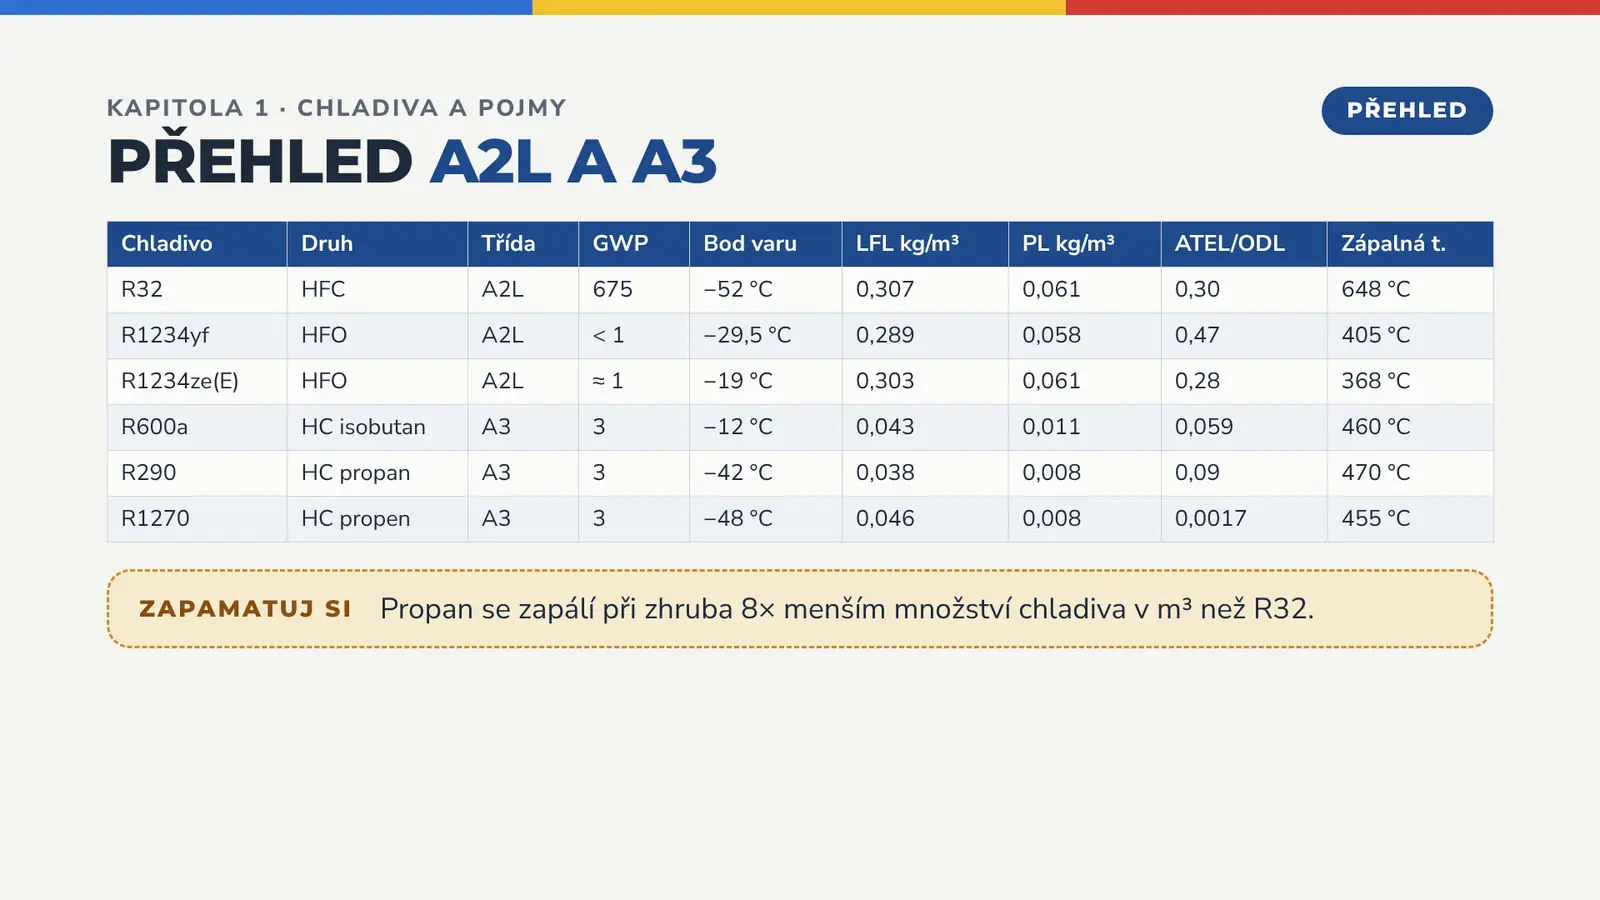 KAPITOLA 1 · CHLADIVA A POJMY
PŘEHLED
PŘEHLED A2L A A3
Chladivo Druh Třída GWP Bod varu LFL kg/m³ PL kg/m³ ATEL/ODL Zápalná t.
R32 HFC A2L 675 −52 °C 0,307 0,061 0,30 648 °C
R1234yf HFO A2L < 1 −29,5 °C 0,289 0,058 0,47 405 °C
R1234ze(E) HFO A2L ≈ 1 −19 °C 0,303 0,061 0,28 368 °C
R600a HC isobutan A3 3 −12 °C 0,043 0,011 0,059 460 °C
R290 HC propan A3 3 −42 °C 0,038 0,008 0,09 470 °C
R1270 HC propen A3 3 −48 °C 0,046 0,008 0,0017 455 °C
ZAPAMATUJ SI Propan se zapálí při zhruba 8× menším množství chladiva v m³ než R32.